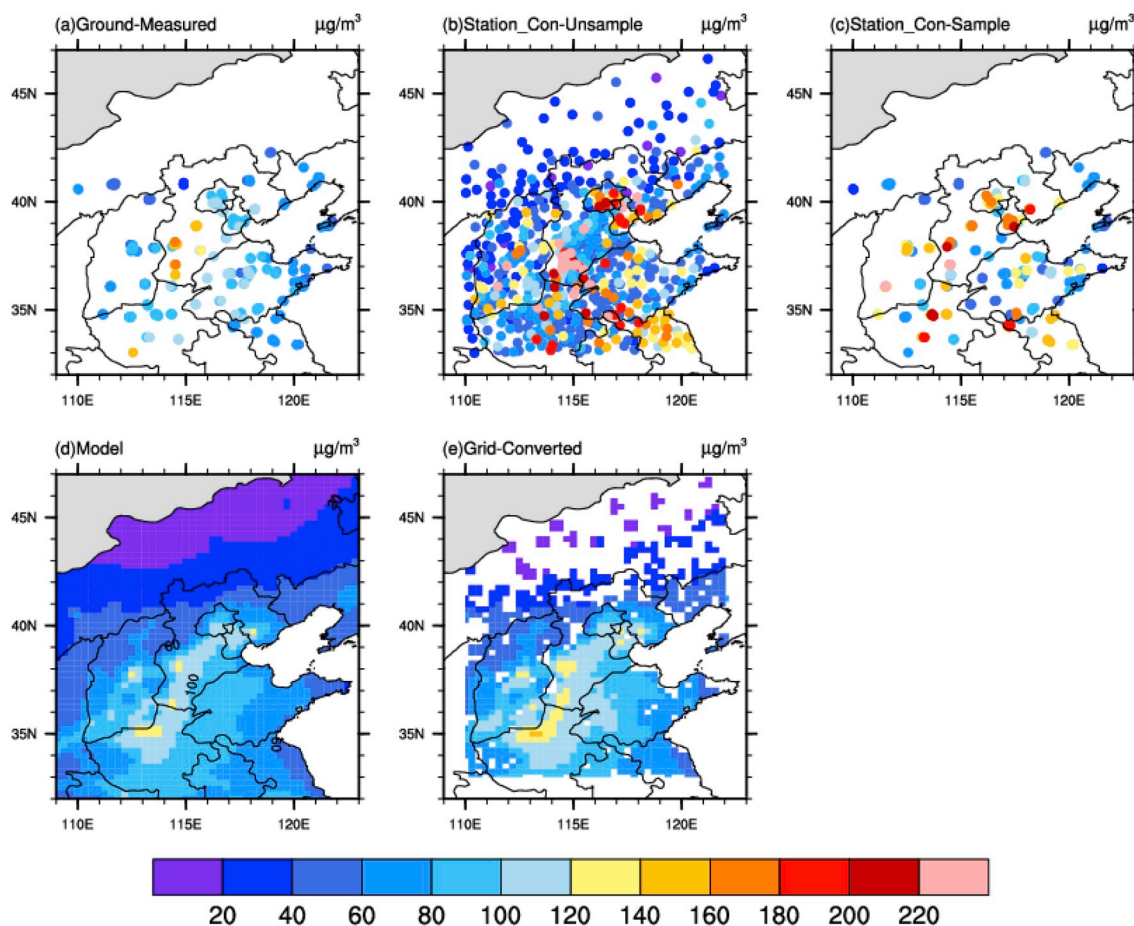 (a)Ground-Measured μg/m³
(b)Station_Con-Unsample μg/m³
(c)Station_Con-Sample μg/m³
45N
40N
35N
110E 115E 120E
45N
40N
35N
110E 115E 120E
45N
40N
35N
110E 115E 120E
(d)Model μg/m³
(e)Grid-Converted μg/m³
45N
40N
35N
100
60
110E 115E 120E
45N
40N
35N
110E 115E 120E
20 40 60 80 100 120 140 160 180 200 220